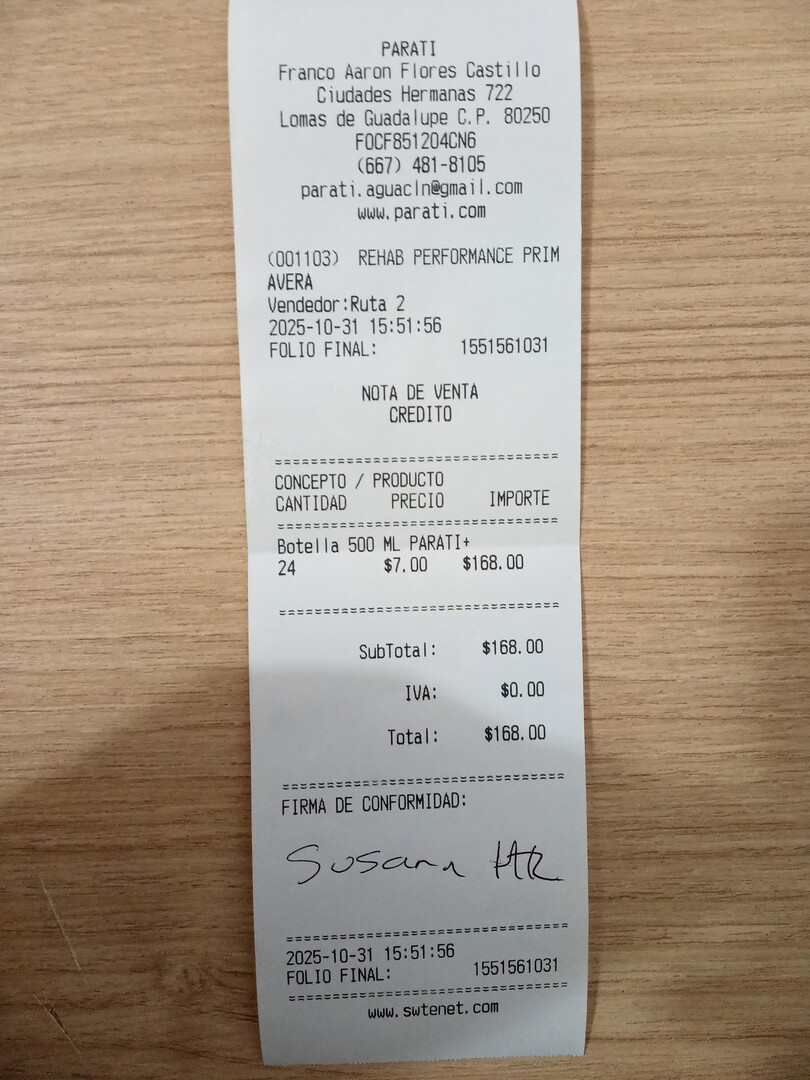 PARATI
Franco Aaron Flores Castillo
Ciudades Hermanas 722
Lomas de Guadalupe C.P. 80250
FOCF851204CN6
(667) 481-8105
parati.aguacln@gmail.com
www.parati.com
(001103) REHAB PERFORMANCE PRIM
AVERA
Vendedor:Ruta 2
2025-10-31 15:51:56
FOLIO FINAL: 1551561031
NOTA DE VENTA
CREDITO
================================
CONCEPTO / PRODUCTO
CANTIDAD PRECIO IMPORTE
================================
Botella 500 ML PARATI+
24 $7.00 $168.00
================================
SubTotal: $168.00
IVA: $0.00
Total: $168.00
================================
FIRMA DE CONFORMIDAD:
Susana HR
================================
2025-10-31 15:51:56
FOLIO FINAL: 1551561031
================================
www.swtenet.com